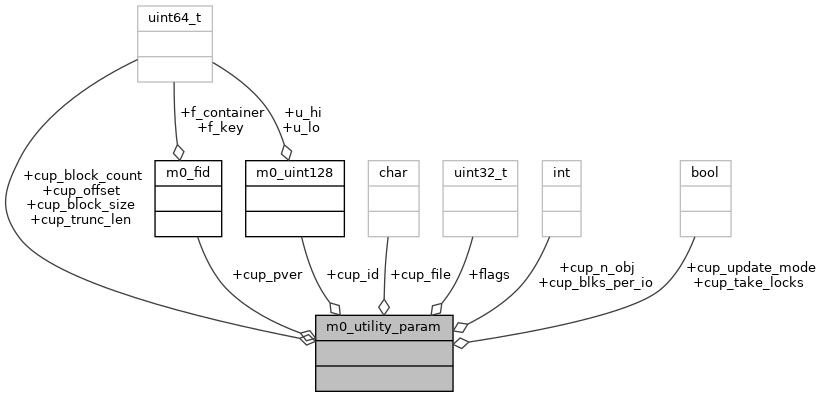 uint64_t
+f_container
+f_key
+u_hi
+u_lo
+cup_block_count
+cup_offset
+cup_block_size
+cup_trunc_len
m0_fid
m0_uint128
char
uint32_t
int
bool
+cup_pver
+cup_id
+cup_file
+flags
+cup_n_obj
+cup_blks_per_io
+cup_update_mode
+cup_take_locks
m0_utility_param